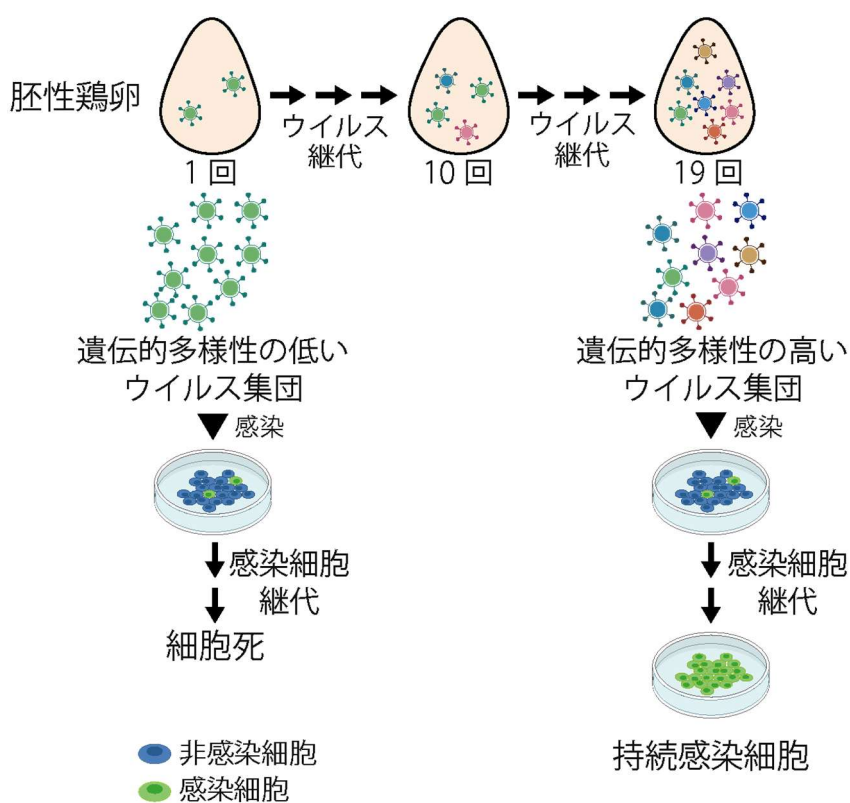 胚性鶏卵
ウイルス
継代
ウイルス
継代
1 回
10 回
19 回
遺伝的多様性の低い
ウイルス集団
遺伝的多様性の高い
ウイルス集団
感染
感染
感染細胞
継代
感染細胞
継代
細胞死
持続感染細胞
非感染細胞
感染細胞